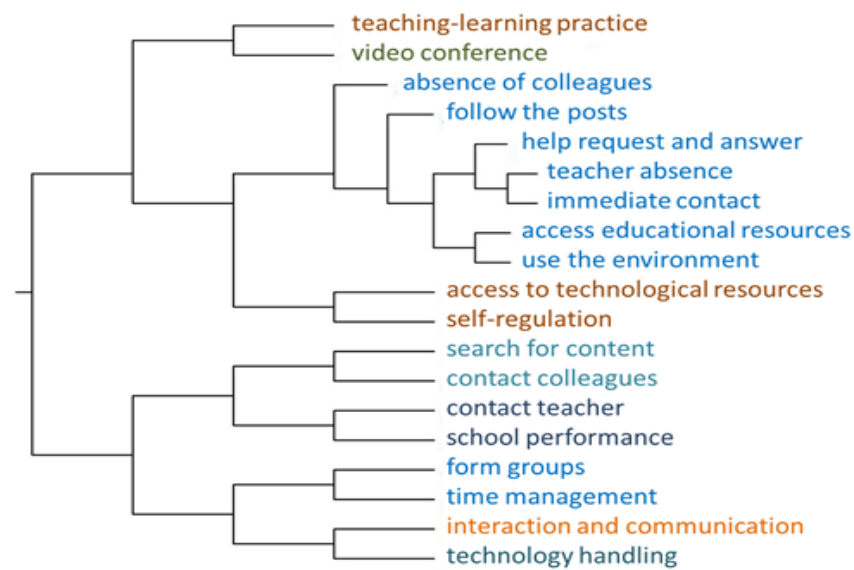 teaching-learning practice
video conference
absence of colleagues
follow the posts
help request and answer
teacher absence
immediate contact
access educational resources
use the environment
access to technological resources
self-regulation
search for content
contact colleagues
contact teacher
school performance
form groups
time management
interaction and communication
technology handling